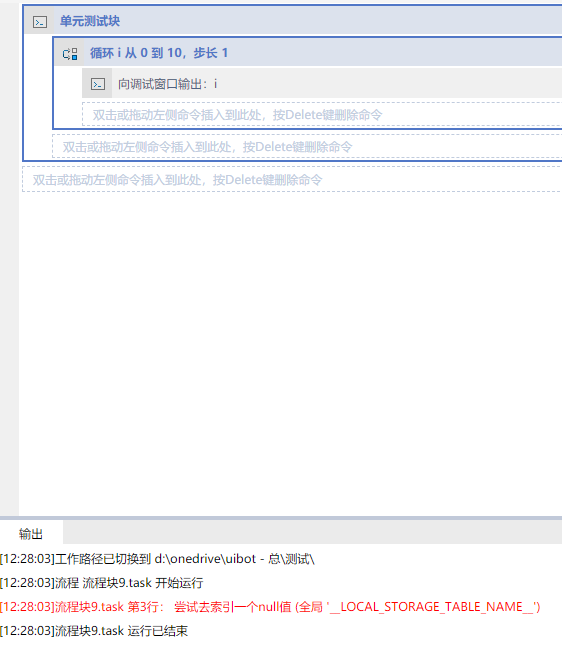 单元测试块
循环 i 从 0 到 10，步长 1
向调试窗口输出：i
双击或拖动左侧命令插入到此处，按Delete键删除命令
双击或拖动左侧命令插入到此处，按Delete键删除命令
双击或拖动左侧命令插入到此处，按Delete键删除命令
输出
[12:28:03]工作路径已切换到 d:\onedrive\uibot - 总\测试\
[12:28:03]流程 流程块9.task 开始运行
[12:28:03]流程块9.task 第3行： 尝试去索引一个null值 (全局 '__LOCAL_STORAGE_TABLE_NAME__')
[12:28:03]流程块9.task 运行已结束